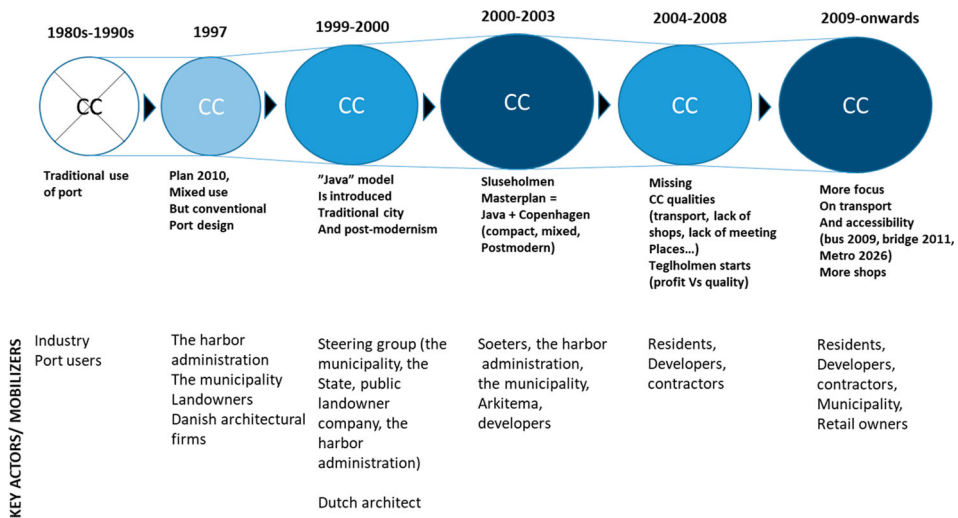 1980s-1990s
1997
1999-2000
2000-2003
2004-2008
2009-onwards
CC
CC
CC
CC
CC
CC
Traditional use
of port
Plan 2010,
Mixed use
But conventional
Port design
”Java” model
Is introduced
Traditional city
And post-modernism
Sluseholmen
Masterplan =
Java + Copenhagen
(compact, mixed,
Postmodern)
Missing
CC qualities
(transport, lack of
shops, lack of meeting
Places...)
Teglholmen starts
(profit Vs quality)
More focus
On transport
And accessibility
(bus 2009, bridge 2011,
Metro 2026)
More shops
KEY ACTORS/ MOBILIZERS
Industry
Port users
The harbor
administration
The municipality
Landowners
Danish architectural
firms
Steering group (the
municipality, the
State, public
landowner
company, the
harbor
administration)
Dutch architect
Soeters, the harbor
administration,
the municipality,
Arkitema,
developers
Residents,
Developers,
contractors
Residents,
Developers,
contractors,
Municipality,
Retail owners